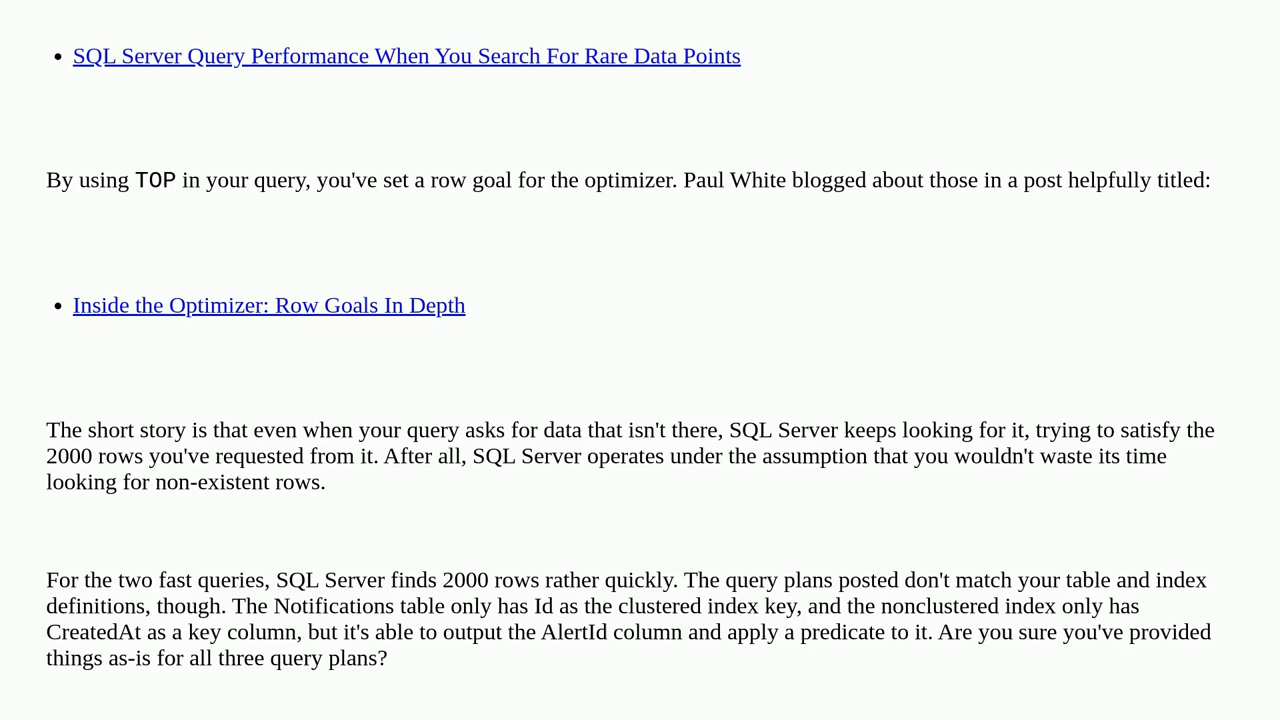 • SQL Server Query Performance When You Search For Rare Data Points
By using TOP in your query, you've set a row goal for the optimizer. Paul White blogged about those in a post helpfully titled:
• Inside the Optimizer: Row Goals In Depth
The short story is that even when your query asks for data that isn't there, SQL Server keeps looking for it, trying to satisfy the
2000 rows you've requested from it. After all, SQL Server operates under the assumption that you wouldn't waste its time
looking for non-existent rows.
For the two fast queries, SQL Server finds 2000 rows rather quickly. The query plans posted don't match your table and index
definitions, though. The Notifications table only has Id as the clustered index key, and the nonclustered index only has
CreatedAt as a key column, but it's able to output the AlertId column and apply a predicate to it. Are you sure you've provided
things as-is for all three query plans?